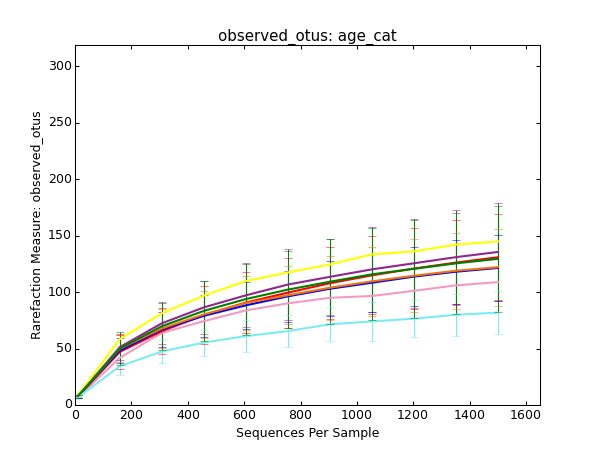 observed_otus: age_cat
Rarefaction Measure: observed_otus
300
250
200
150
100
50
0
0 200 400 600 800 1000 1200 1400 1600
Sequences Per Sample